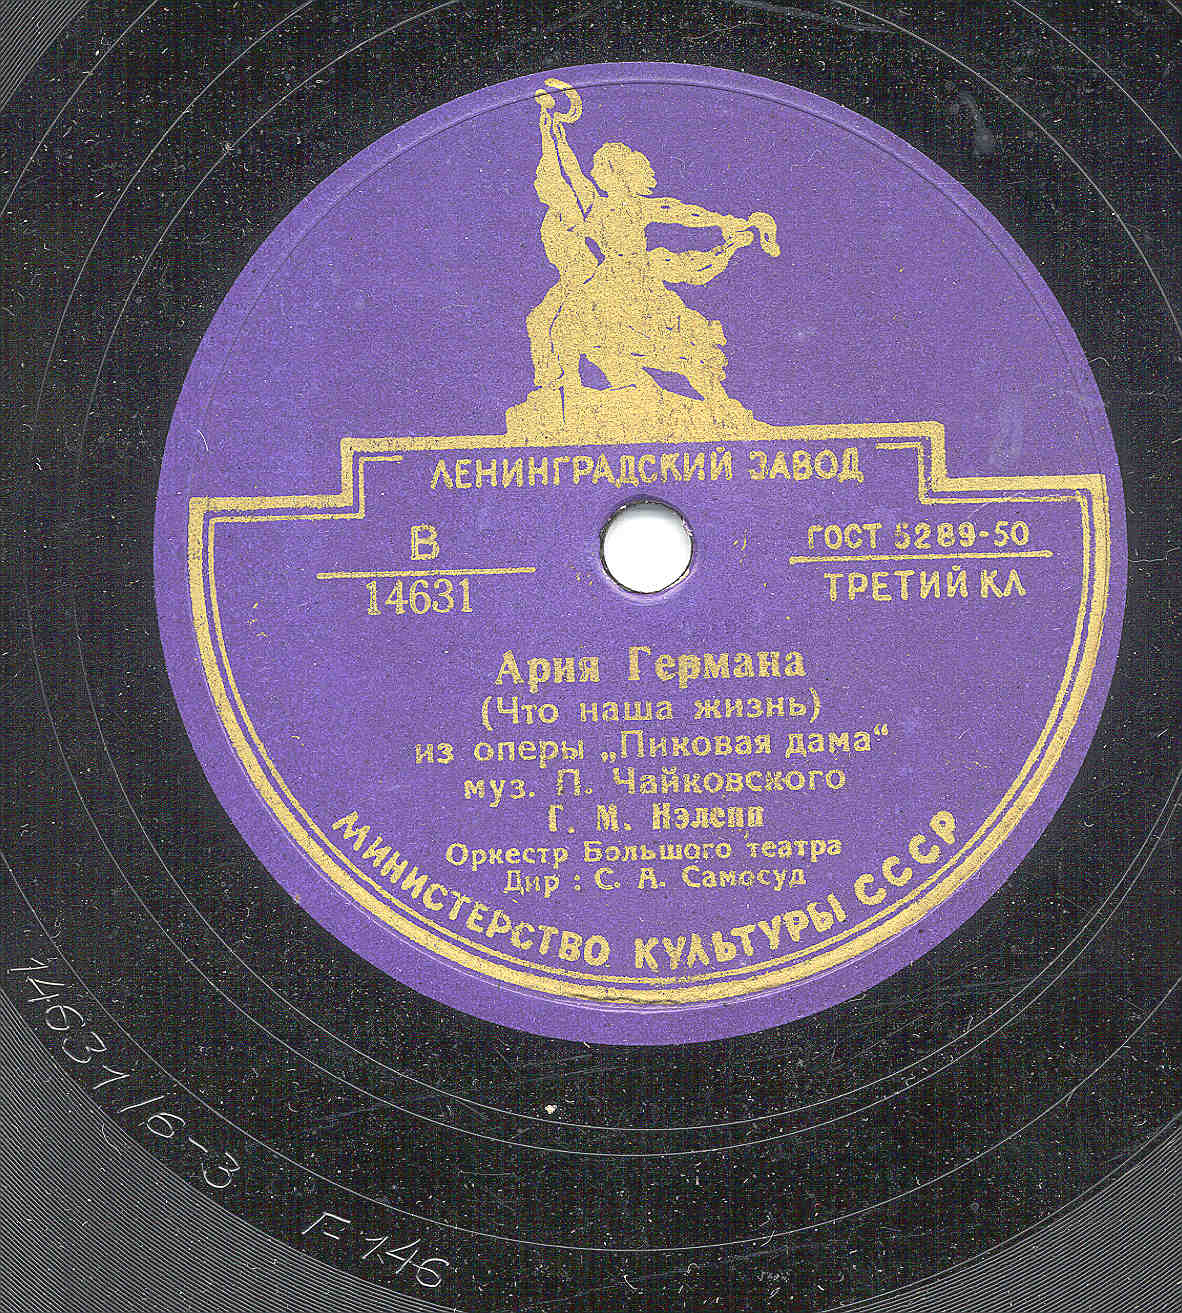 ЛЕНИНГРАДСКИЙ ЗАВОД
В
14631
ГОСТ 5289-50
ТРЕТИЙ КЛ
Ария Германа
(Что наша жизнь)
из оперы „Пиковая дама“
муз. П. Чайковского
Г. М. Нэлепп
Оркестр Большого театра
Дир : С. А. Самосуд
МИНИСТЕРСТВО КУЛЬТУРЫ СССР
14631/6-3
Г-146